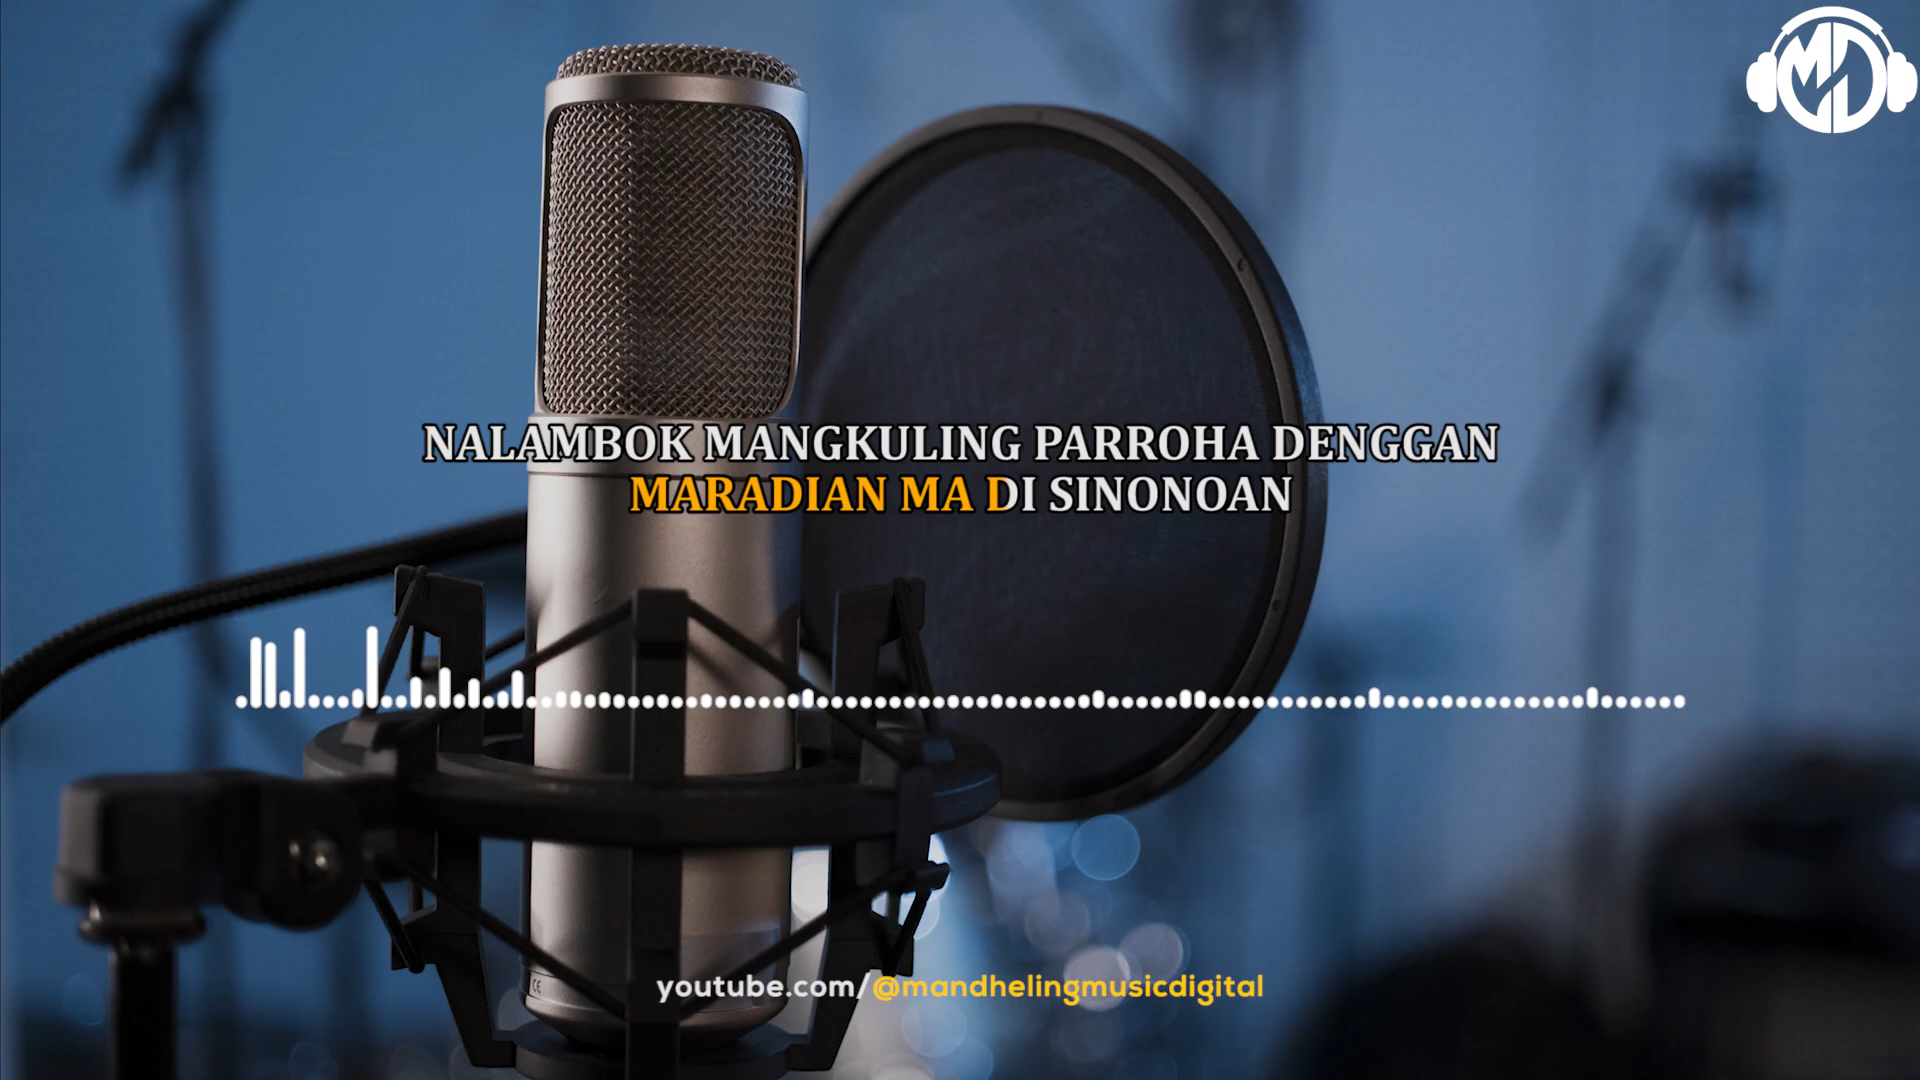 NALAMBOK MANGKULING PARROHA DENGGAN
MARADIAN MA DI SINONOAN
youtube.com/@mandhelingmusicdigital